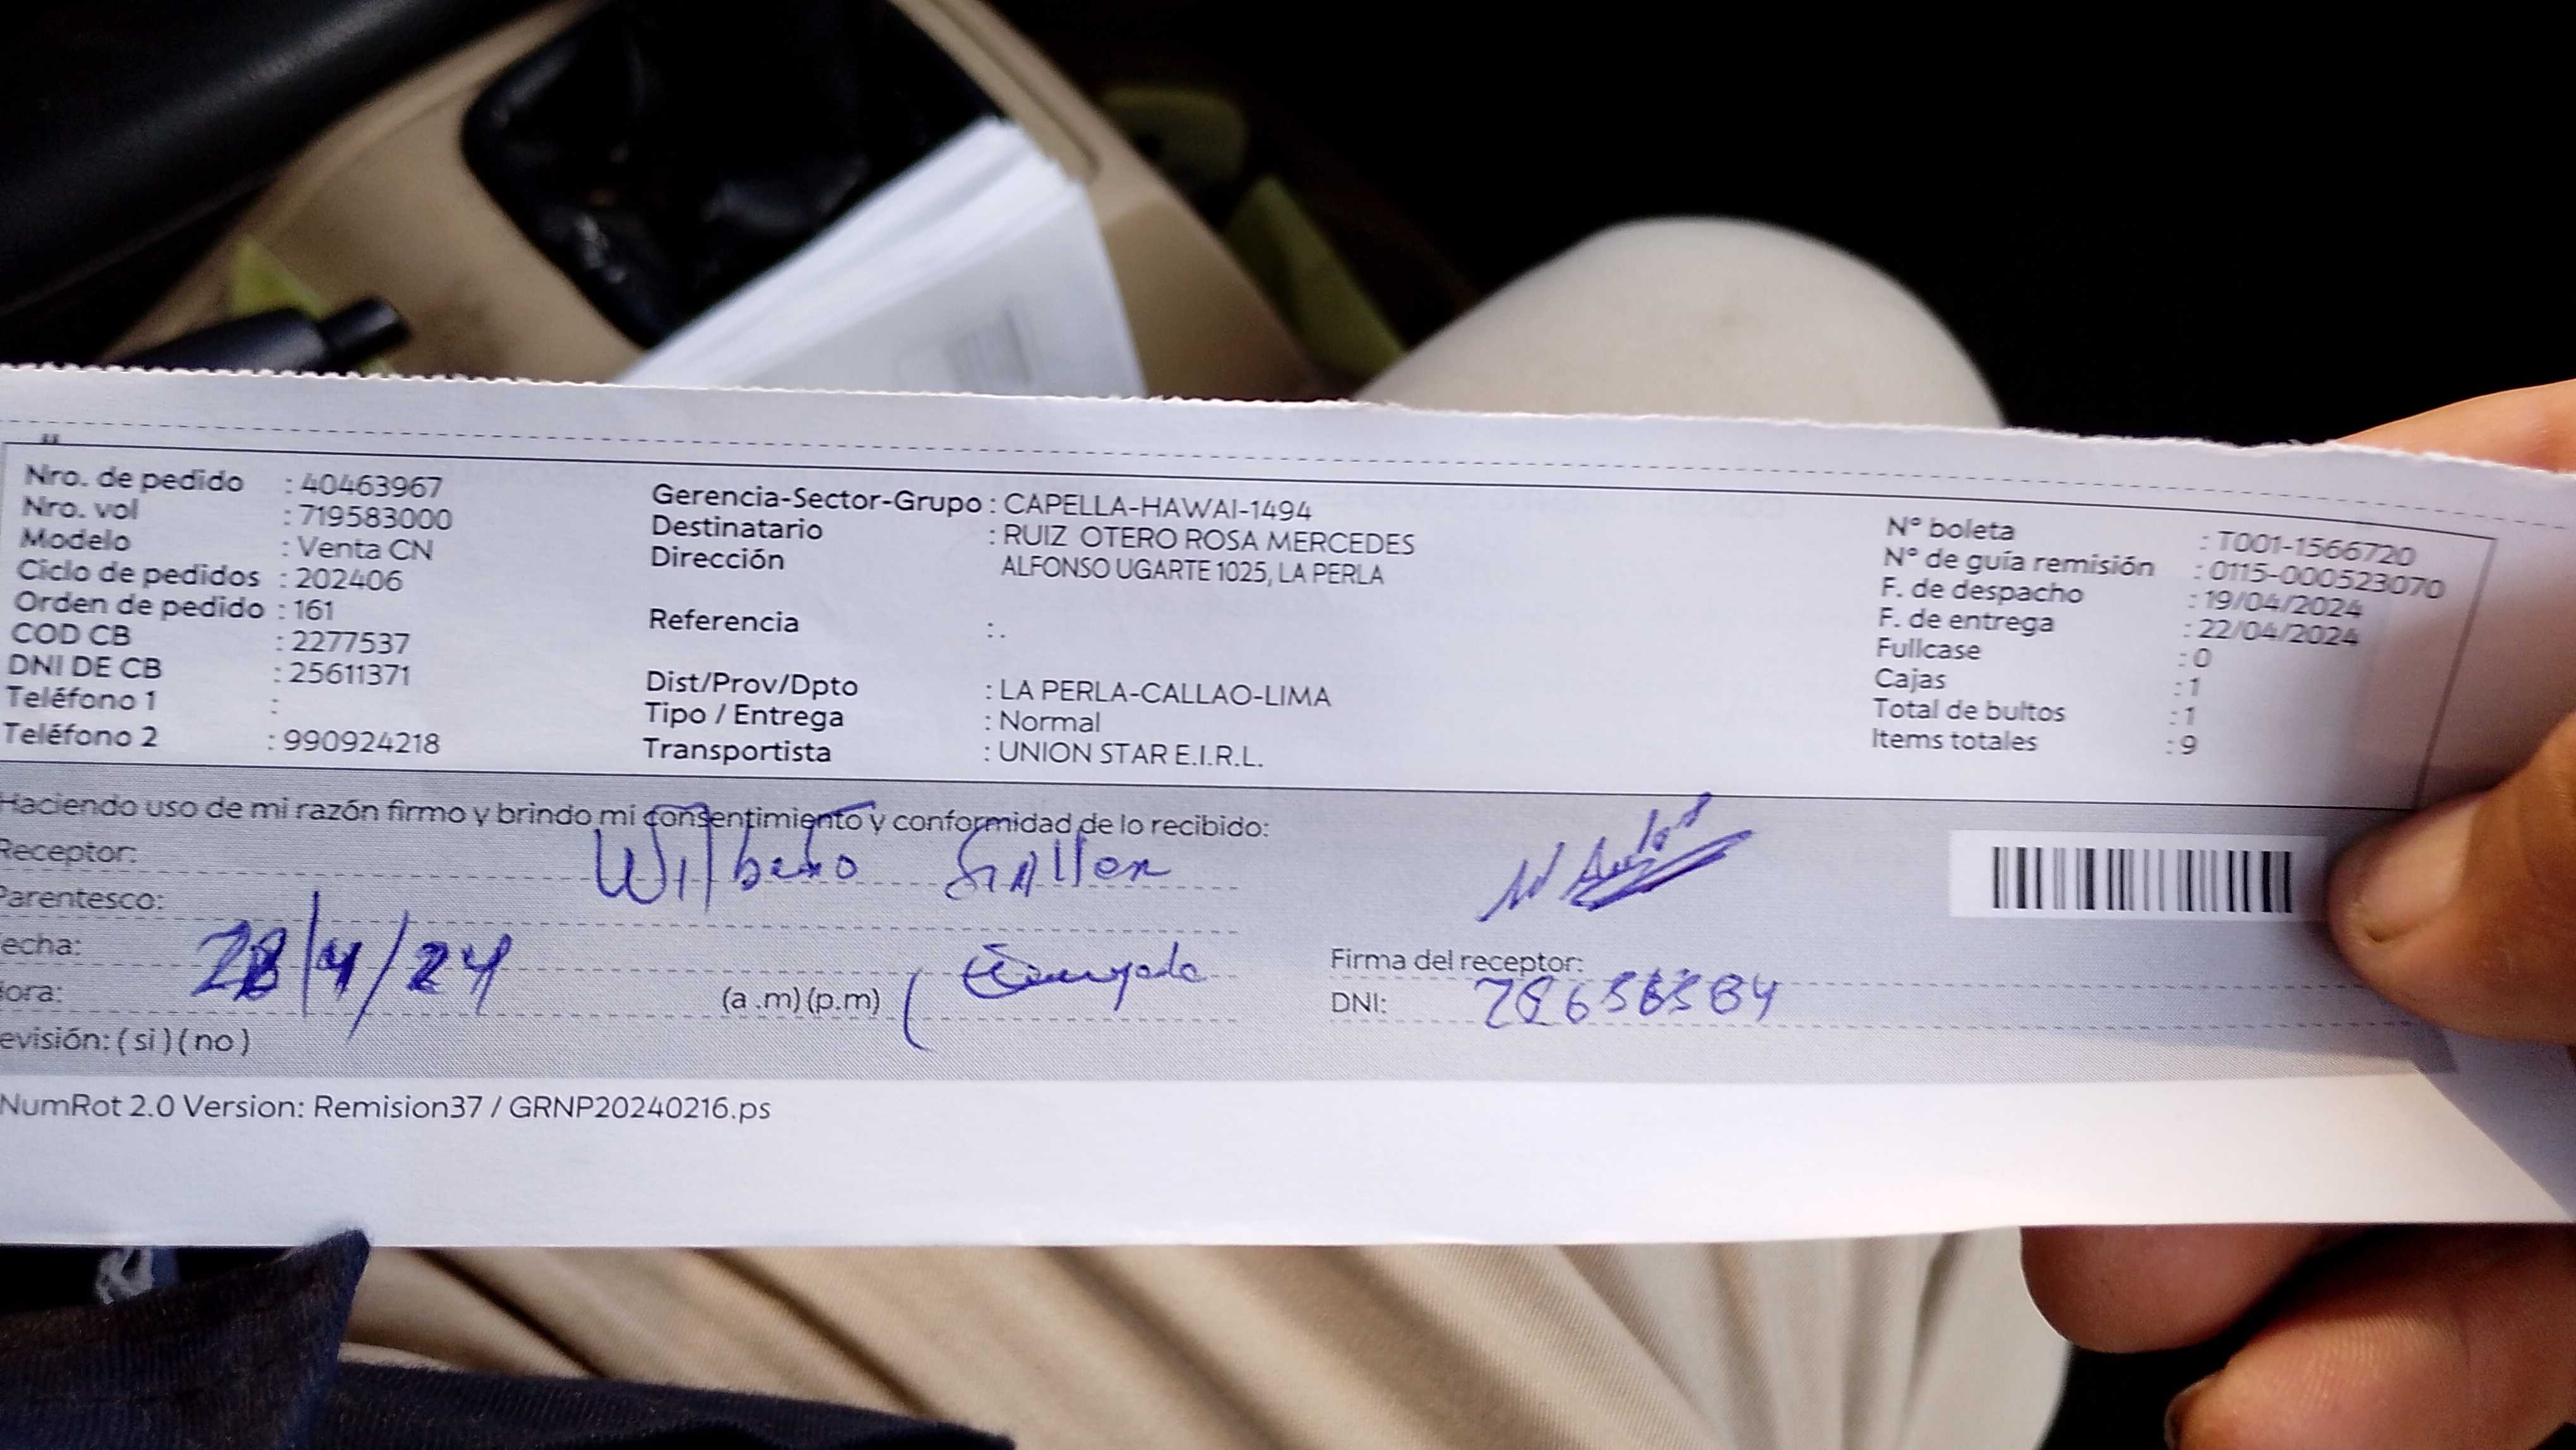 Nro. de pedido : 40463967
Nro. vol : 719583000
Modelo : Venta CN
Ciclo de pedidos : 202406
Orden de pedido : 161
COD CB : 2277537
DNI DE CB : 25611371
Teléfono 1 :
Teléfono 2 : 990924218
Gerencia-Sector-Grupo : CAPELLA-HAWAI-1494
Destinatario : RUIZ OTERO ROSA MERCEDES
Dirección ALFONSO UGARTE 1025, LA PERLA
Referencia : .
Dist/Prov/Dpto : LA PERLA-CALLAO-LIMA
Tipo / Entrega : Normal
Transportista : UNION STAR E.I.R.L.
N° boleta : T001-1566720
N° de guía remisión : 0115-000523070
F. de despacho : 19/04/2024
F. de entrega : 22/04/2024
Fullcase : 0
Cajas : 1
Total de bultos : 1
Items totales : 9
Haciendo uso de mi razón firmo y brindo mi consentimiento y conformidad de lo recibido:
Receptor:
Parentesco:
echa:
ora: (a .m) (p.m)
evisión: ( si ) ( no )
Firma del receptor:
DNI:
NumRot 2.0 Version: Remision37 / GRNP20240216.ps